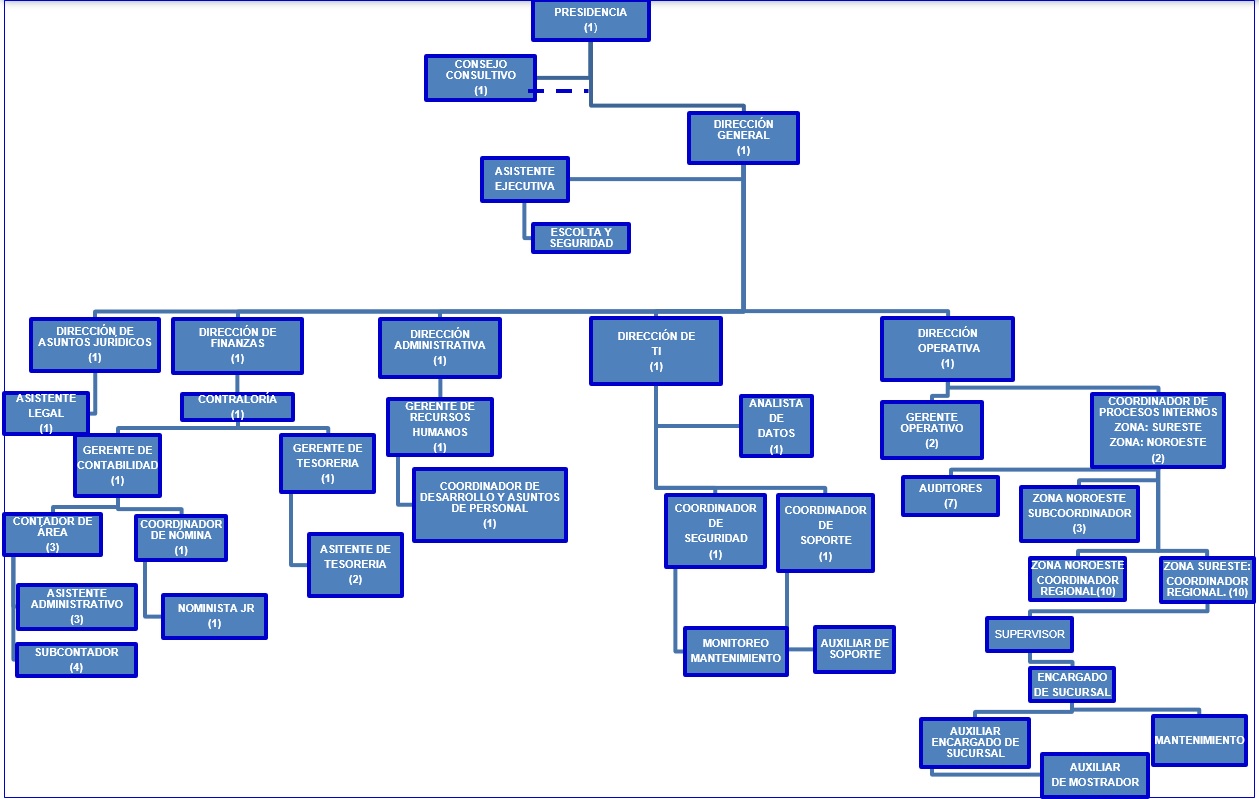 PRESIDENCIA
(1)
CONSEJO
CONSULTIVO
(1)
DIRECCIÓN
GENERAL
(1)
ASISTENTE
EJECUTIVA
ESCOLTA Y
SEGURIDAD
DIRECCIÓN DE
ASUNTOS JURÍDICOS
(1)
DIRECCIÓN DE
FINANZAS
(1)
DIRECCIÓN
ADMINISTRATIVA
(1)
DIRECCIÓN DE
TI
(1)
DIRECCIÓN
OPERATIVA
(1)
ASISTENTE
LEGAL
(1)
CONTRALORÍA
(1)
GERENTE DE
RECURSOS
HUMANOS
(1)
ANALISTA
DE
DATOS
(1)
GERENTE
OPERATIVO
(2)
COORDINADOR DE
PROCESOS INTERNOS
ZONA: SURESTE
ZONA: NOROESTE
(2)
GERENTE DE
CONTABILIDAD
(1)
GERENTE DE
TESORERIA
(1)
COORDINADOR DE
DESARROLLO Y ASUNTOS
DE PERSONAL
(1)
AUDITORES
(7)
ZONA NOROESTE
SUBCOORDINADOR
(3)
COORDINADOR
DE
SEGURIDAD
(1)
COORDINADOR
DE
SOPORTE
(1)
CONTADOR DE
ÁREA
(3)
COORDINADOR
DE NÓMINA
(1)
ASITENTE DE
TESORERIA
(2)
ZONA NOROESTE
COORDINADOR
REGIONAL(10)
ZONA SURESTE:
COORDINADOR
REGIONAL. (10)
ASISTENTE
ADMINISTRATIVO
(3)
NOMINISTA JR
(1)
SUBCONTADOR
(4)
MONITOREO
MANTENIMIENTO
AUXILIAR DE
SOPORTE
SUPERVISOR
ENCARGADO
DE SUCURSAL
AUXILIAR
ENCARGADO DE
SUCURSAL
MANTENIMIENTO
AUXILIAR
DE MOSTRADOR